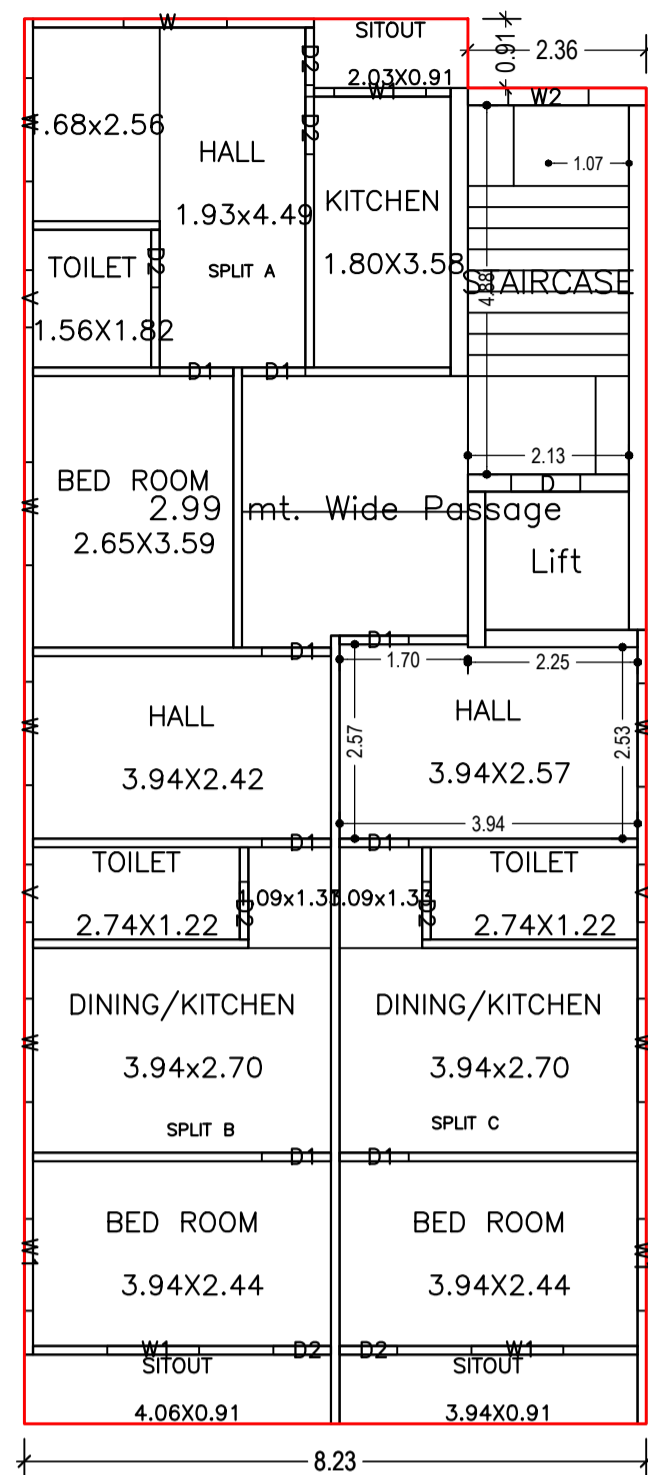 W
SITOUT
2.03X0.91
0.91
2.36
D2
W1
W2
W
.68x2.56
HALL
1.93x4.49
SPLIT A
D2
KITCHEN
1.80X3.58
1.07
STAIRCASE
4.88
TOILET
1.56X1.82
D2
V
D1
D1
BED ROOM
2.65X3.59
W
2.99 mt. Wide Passage
2.13
D
Lift
D1
D1
1.70
2.25
HALL
3.94X2.42
W
HALL
3.94X2.57
2.57
2.53
3.94
W
D1
D1
TOILET
2.74X1.22
V
D2
.09x1.33
1.09x1.33
D2
TOILET
2.74X1.22
V
DINING/KITCHEN
3.94x2.70
SPLIT B
W
DINING/KITCHEN
3.94x2.70
SPLIT C
W
D1
D1
BED ROOM
3.94X2.44
W1
BED ROOM
3.94X2.44
W1
W1
D2
D2
W1
SITOUT
4.06X0.91
SITOUT
3.94X0.91
8.23